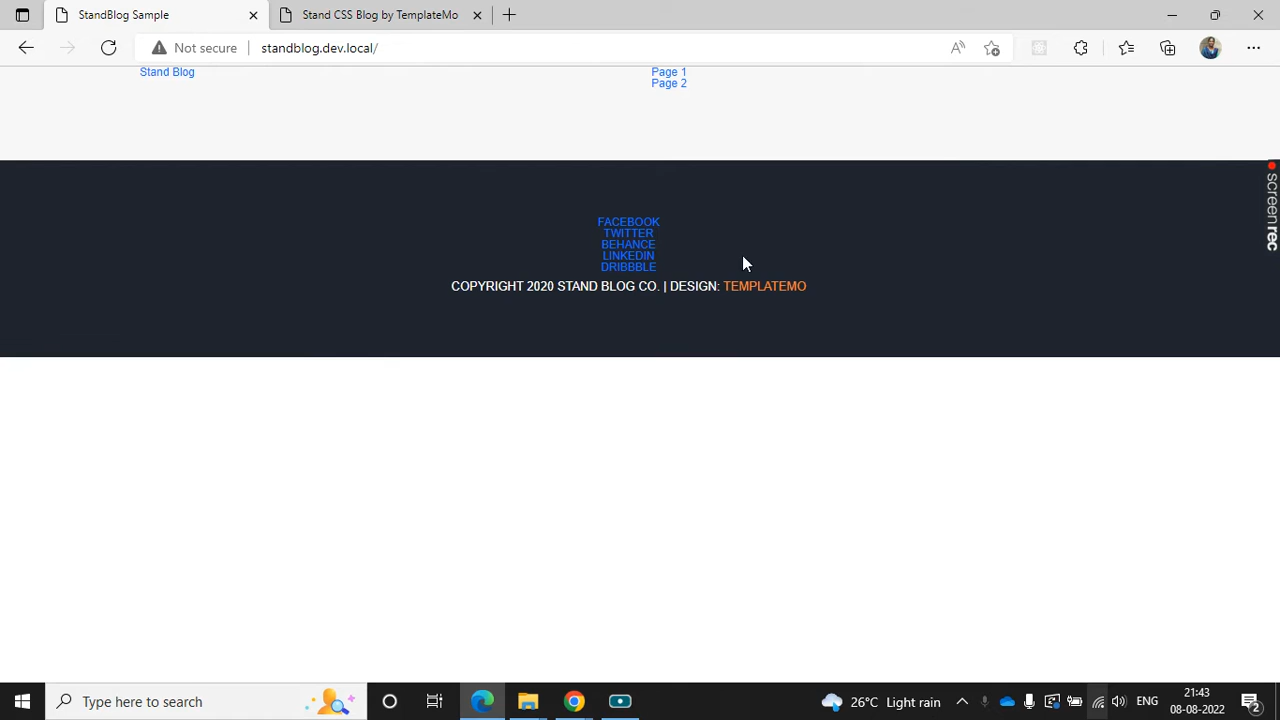 StandBlog Sample
Stand CSS Blog by TemplateMo
Not secure
standblog.dev.local/
Stand Blog
Page 1
Page 2
FACEBOOK
TWITTER
BEHANCE
LINKEDIN
DRIBBBLE
COPYRIGHT 2020 STAND BLOG CO. | DESIGN: TEMPLATEMO
screenrec
Type here to search
26°C Light rain
ENG
21:43
08-08-2022
2